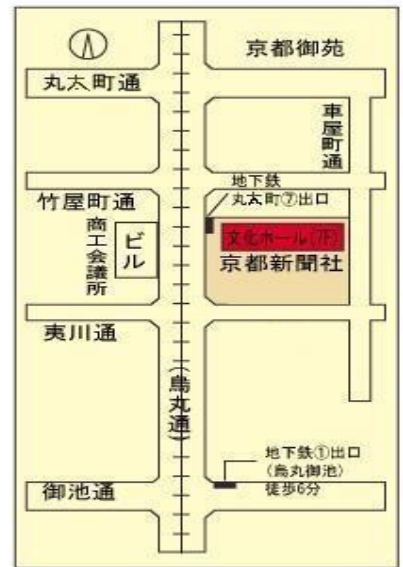 京都御苑
丸太町通
車屋町通
地下鉄
丸太町⑦出口
竹屋町通
商工会議所
ビル
文化ホール(7F)
京都新聞社
夷川通
(烏丸通)
地下鉄①出口
(烏丸御池)
徒歩6分
御池通